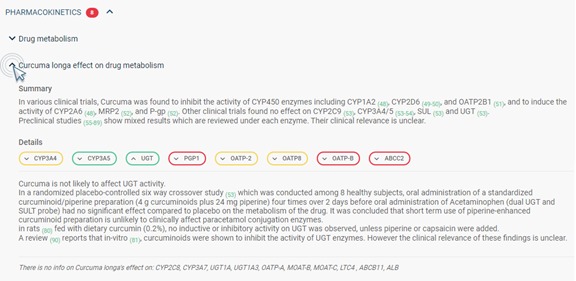 PHARMACOKINETICS 8
Drug metabolism
Curcuma longa effect on drug metabolism
Summary
In various clinical trials, Curcuma was found to inhibit the activity of CYP450 enzymes including CYP1A2 (48), CYP2D6 (49-50), and OATP2B1 (51), and to induce the
activity of CYP2A6 (48), MRP2 (52), and P-gp (52). Other clinical trials found no effect on CYP2C9 (53), CYP3A4/5 (53-54), SUL (53) and UGT (53).
Preclinical studies (55-89) show mixed results which are reviewed under each enzyme. Their clinical relevance is unclear.
Details
CYP3A4 CYP3A5 UGT PGP1 OATP-2 OATP8 OATP-B ABCC2
Curcuma is not likely to affect UGT activity.
In a randomized placebo-controlled six way crossover study (53) which was conducted among 8 healthy subjects, oral administration of a standardized
curcuminoid/piperine preparation (4 g curcuminoids plus 24 mg piperine) four times over 2 days before oral administration of Acetaminophen (dual UGT and
SULT probe) had no significant effect compared to placebo on the metabolism of the drug. It was concluded that short term use of piperine-enhanced
curcuminoid preparation is unlikely to clinically affect paracetamol conjugation enzymes.
in rats (80) fed with dietary curcumin (0.2%), no inductive or inhibitory activity on UGT was observed, unless piperine or capsaicin were added.
A review (90) reports that in-vitro (81), curcuminoids were shown to inhibit the activity of UGT enzymes. However the clinical relevance of these findings is unclear.
There is no info on Curcuma longa's effect on: CYP2C8, CYP3A7, UGT1A, UGT1A3, OATP-A, MOAT-B, MOAT-C, LTC4 , ABCB11, ALB